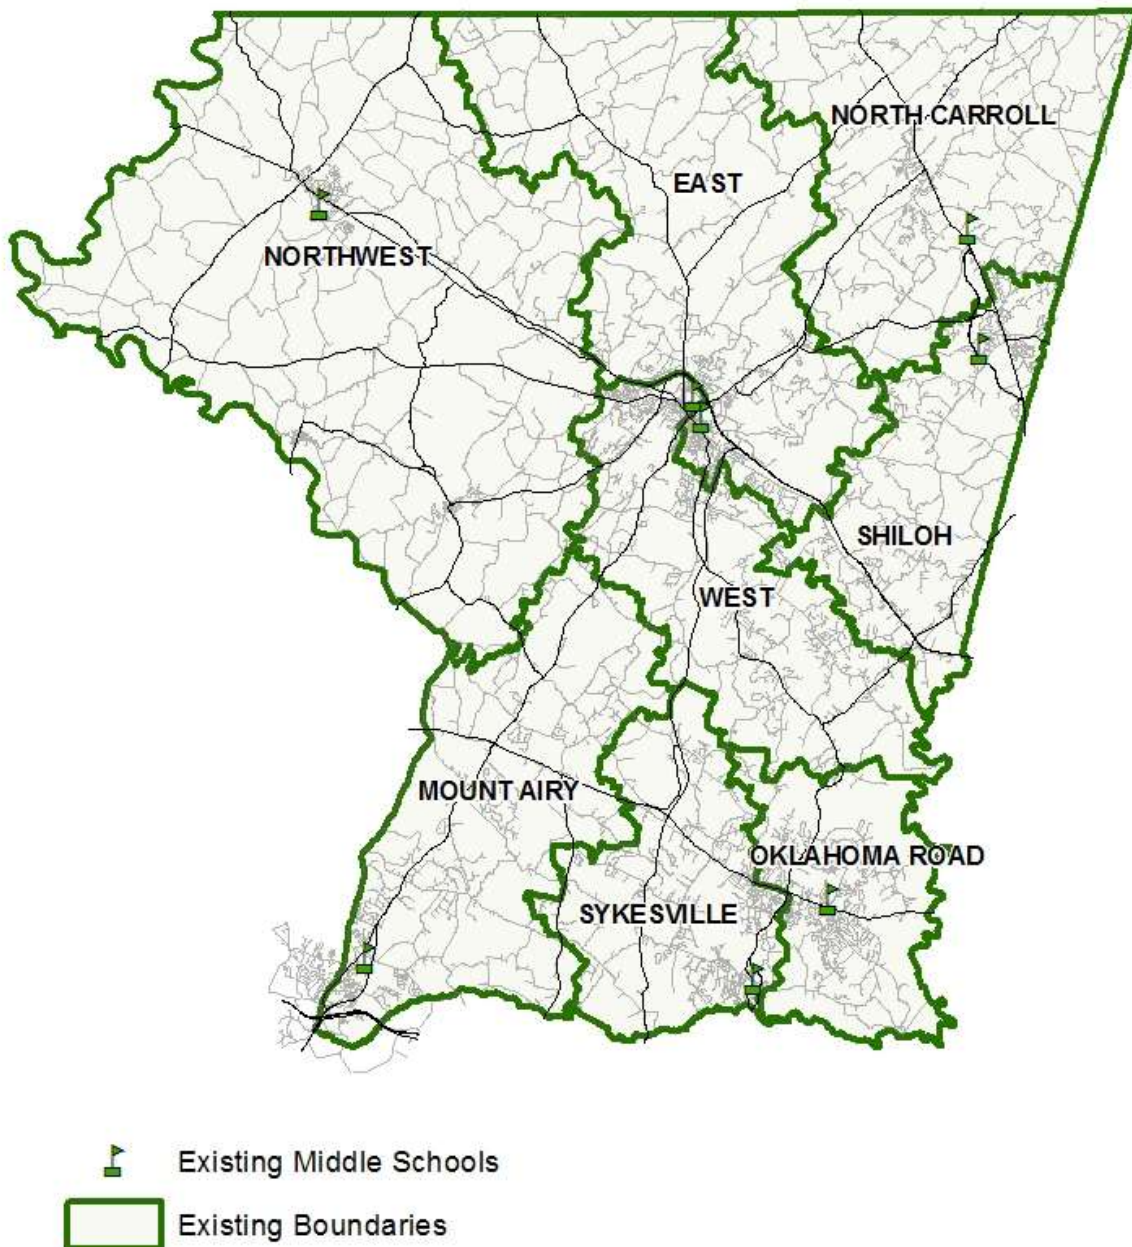 NORTH CARROLL
EAST
NORTHWEST
SHILOH
WEST
MOUNT AIRY
OKLAHOMA ROAD
SYKESVILLE
Existing Middle Schools
Existing Boundaries